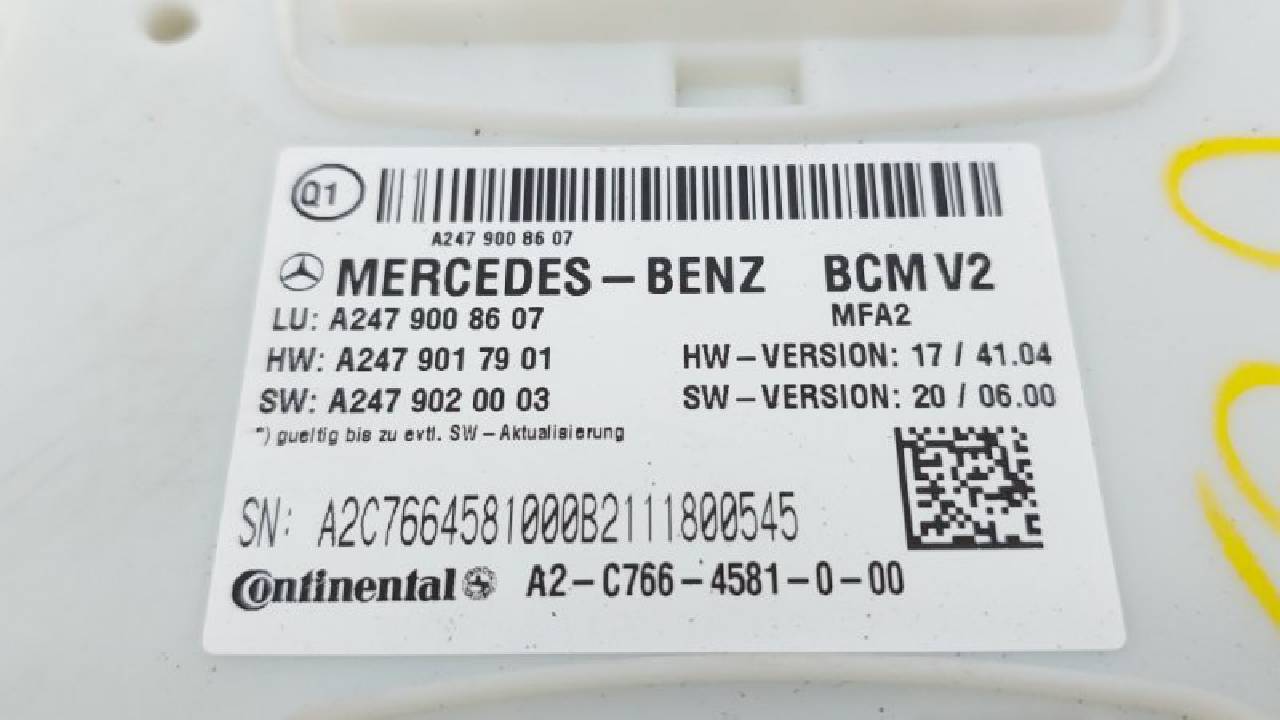 Q1
A247 900 86 07
MERCEDES-BENZ BCM V2
LU: A247 900 86 07 MFA2
HW: A247 901 79 01 HW-VERSION: 17 / 41.04
SW: A247 902 00 03 SW-VERSION: 20 / 06.00
*) gueltig bis zu evtl. SW-Aktualisierung
SN: A2C7664581000B2111800545
Continental A2-C766-4581-0-00